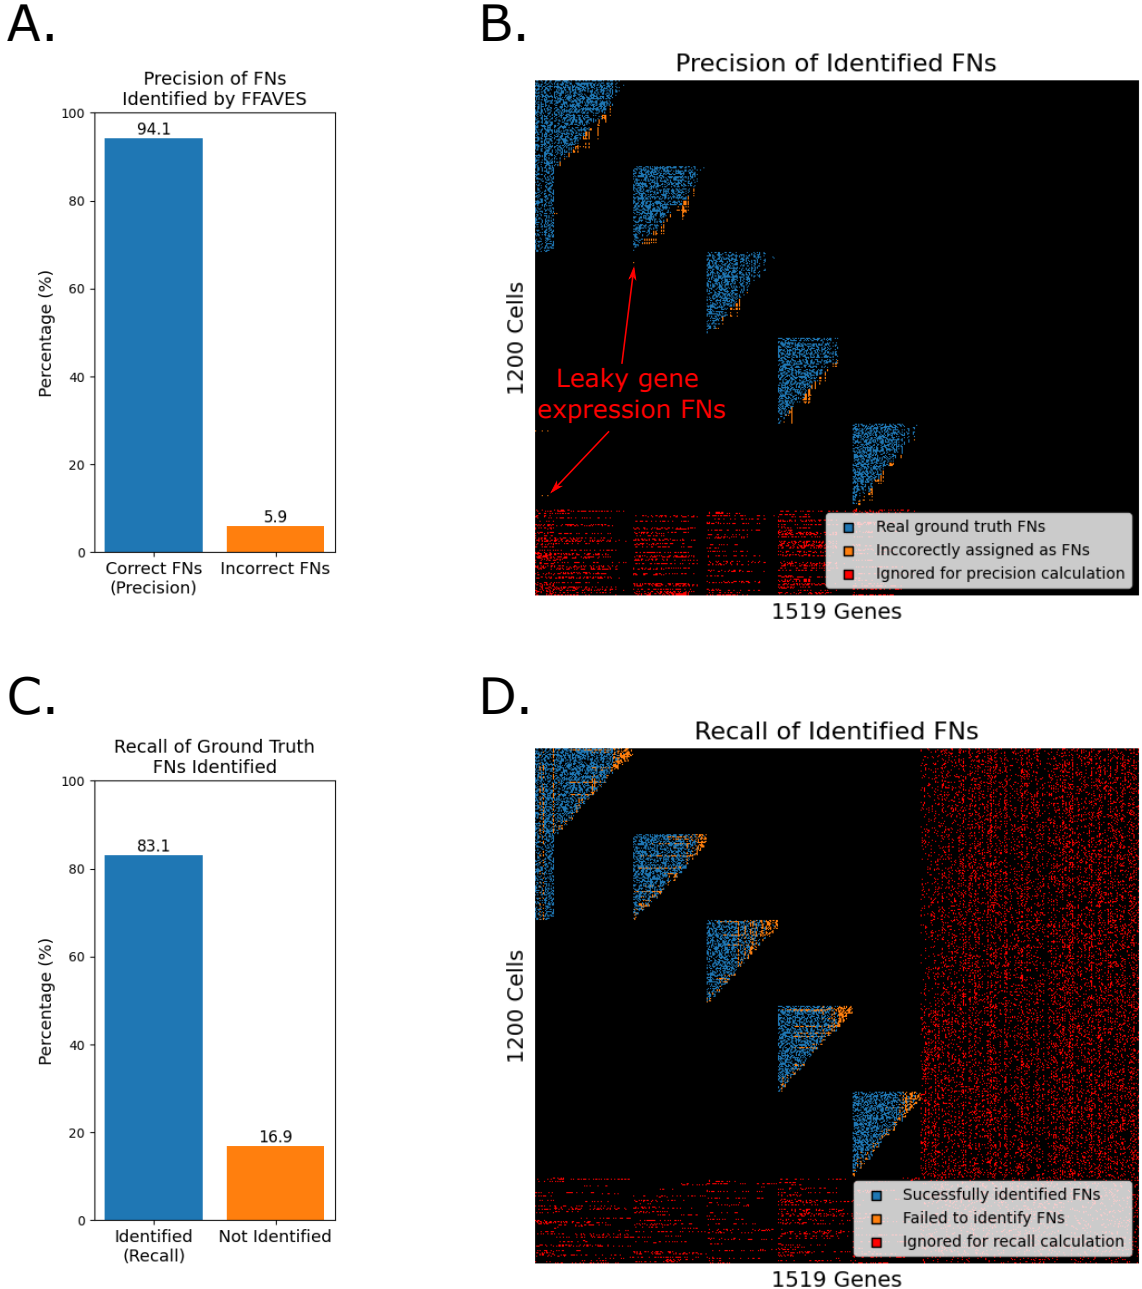 A.
Precision of FNs
Identified by FFAVES
Percentage (%)
100
80
60
40
20
0
94.1
5.9
Correct FNs
(Precision)
Incorrect FNs
B.
Precision of Identified FNs
1200 Cells
Leaky gene
expression FNs
Real ground truth FNs
Inccorectly assigned as FNs
Ignored for precision calculation
1519 Genes
C.
Recall of Ground Truth
FNs Identified
Percentage (%)
100
80
60
40
20
0
83.1
16.9
Identified
(Recall)
Not Identified
D.
Recall of Identified FNs
1200 Cells
Sucessfully identified FNs
Failed to identify FNs
Ignored for recall calculation
1519 Genes